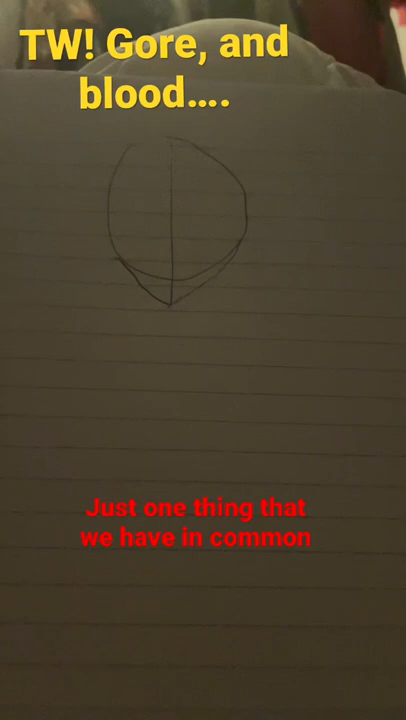 TW! Gore, and
blood....
Just one thing that
we have in common